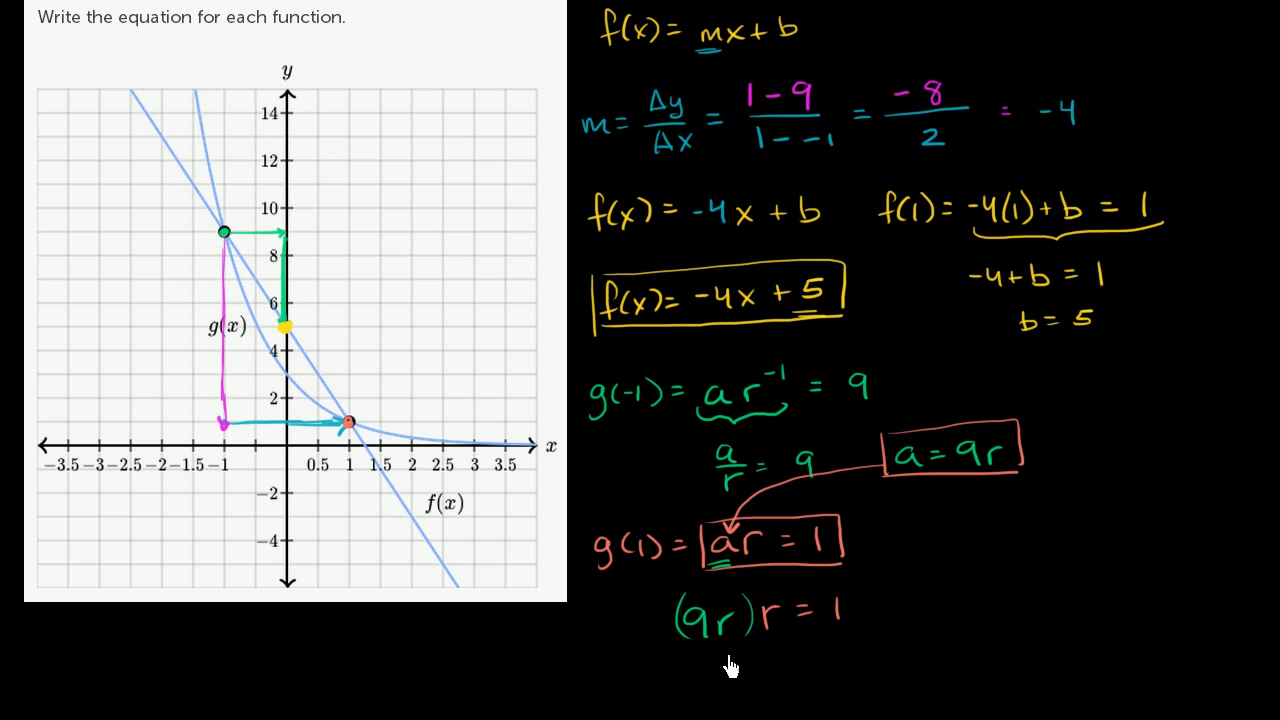 Write the equation for each function.
y
14
12
10
8
6
g(x)
4
2
x
−3.5 −3 −2.5 −2 −1.5 −1 0.5 1 1.5 2 2.5 3 3.5
−2
f(x)
−4
f(x) = mx + b
m = Δy/Δx = 1 - 9 / 1 - -1 = -8/2 = -4
f(x) = -4x + b
f(1) = -4(1) + b = 1
-4 + b = 1
b = 5
f(x) = -4x + 5
g(-1) = ar⁻¹ = 9
a/r = 9
a = 9r
g(1) = ar = 1
(9r)r = 1